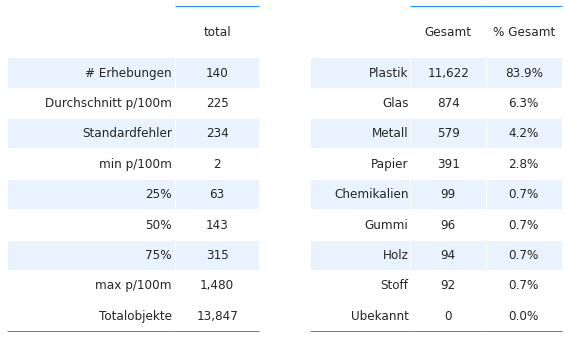 total
# Erhebungen 140
Durchschnitt p/100m 225
Standardfehler 234
min p/100m 2
25% 63
50% 143
75% 315
max p/100m 1,480
Totalobjekte 13,847
Gesamt % Gesamt
Plastik 11,622 83.9%
Glas 874 6.3%
Metall 579 4.2%
Papier 391 2.8%
Chemikalien 99 0.7%
Gummi 96 0.7%
Holz 94 0.7%
Stoff 92 0.7%
Ubekannt 0 0.0%